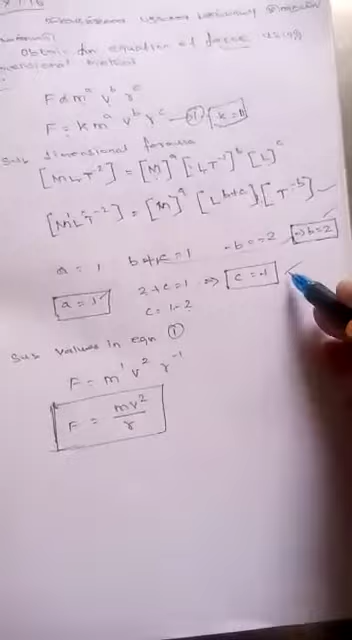 Obtain an equation of force using
dimensional method
F ∝ m^a v^b r^c
F = k m^a v^b r^c → ① [k=1]
Sub dimensional formula
[MLT^-2] = [M]^a [LT^-1]^b [L]^c
[M^1L^1T^-2] = [M]^a [L^b+c] [T^-b]
a = 1 b+c=1 -b=-2 ⇒ b=2
a=1 2+c=1 ⇒ c=-1
c=1-2
Sub values in eqn ①
F = m^1 v^2 r^-1
F = mv^2/r